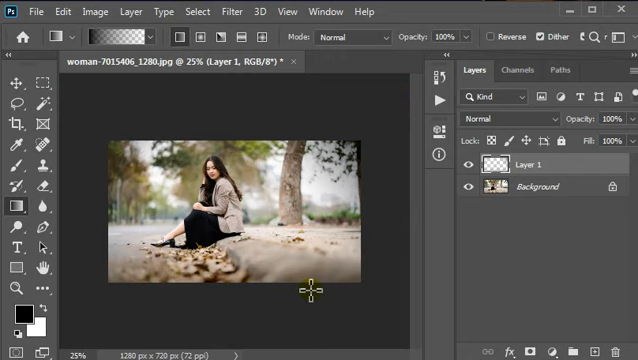 Ps File Edit Image Layer Type Select Filter 3D View Window Help
Mode: Normal Opacity: 100% Reverse Dither
woman-7015406_1280.jpg @ 25% (Layer 1, RGB/8*) *
Layers Channels Paths
Kind
Normal Opacity: 100%
Lock: Fill: 100%
Layer 1
Background
T
fx
25% 1280 px x 720 px (72 ppi)